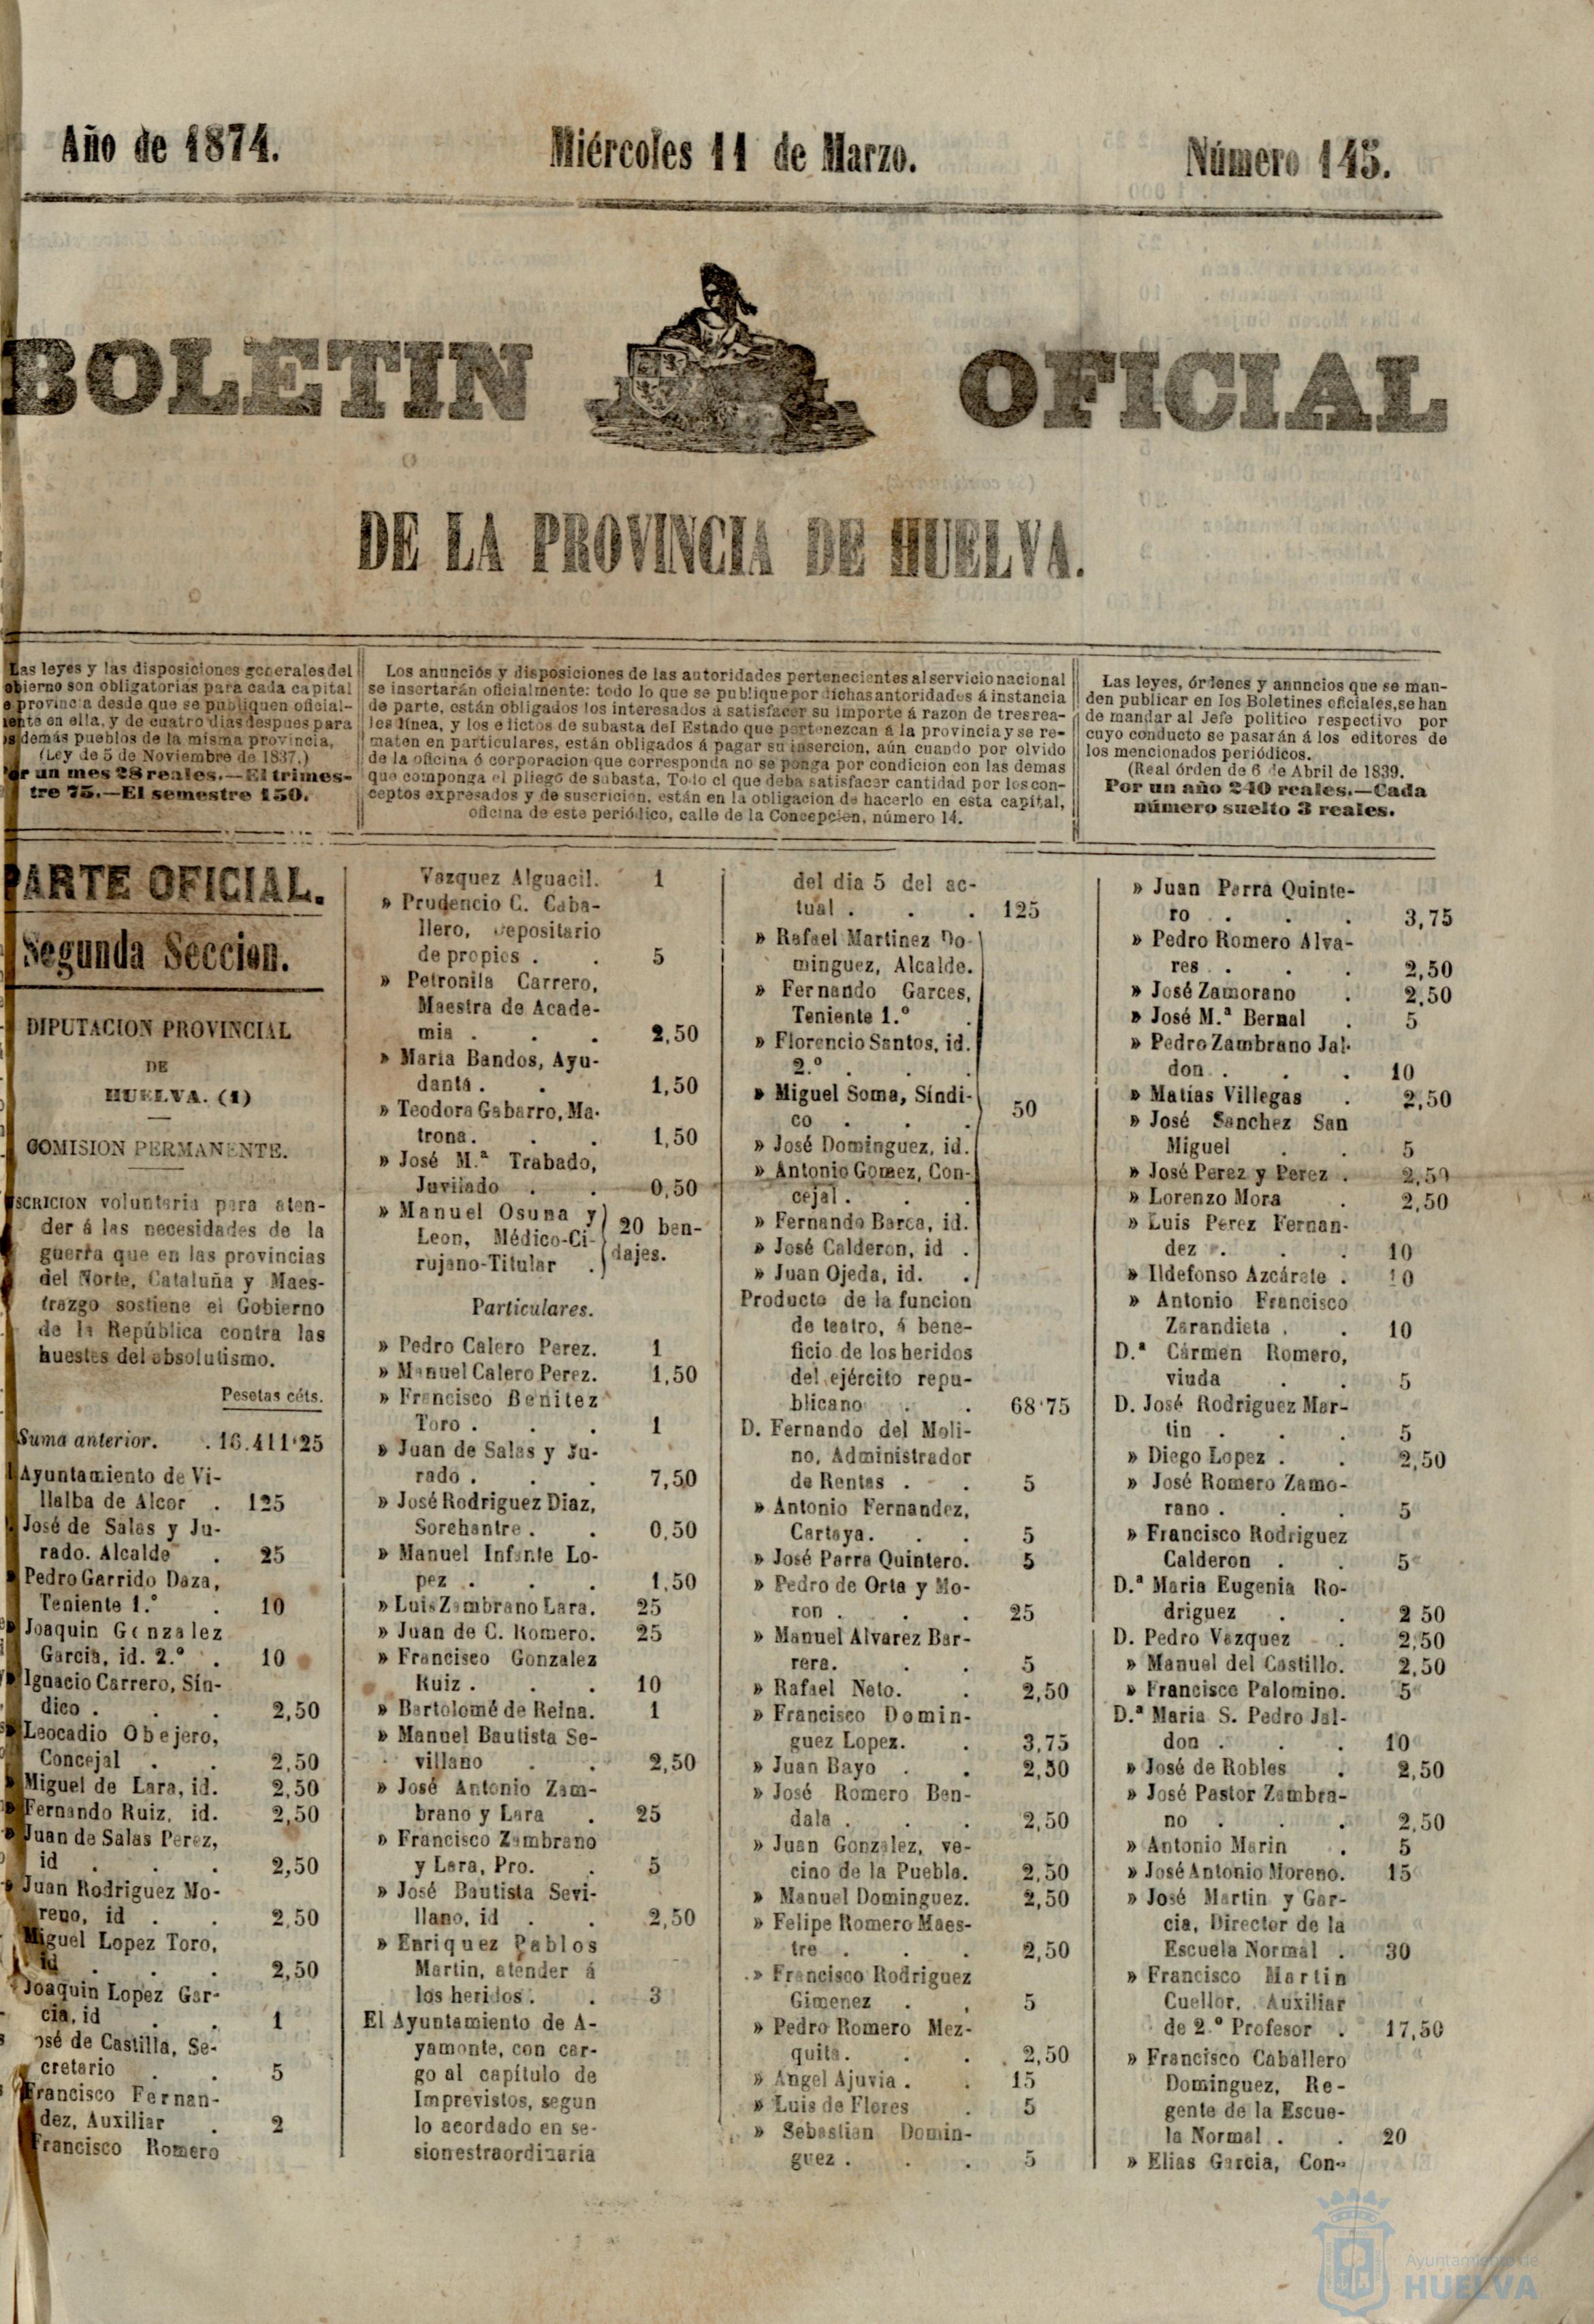 Año de 1874.
Miércoles 11 de Marzo.
Número 145.
BOLETIN OFICIAL
DE LA PROVINCIA DE HUELVA.
Las leyes y las disposiciones generales del
obierno son obligatorias para cada capital
e provincia desde que se publiquen oficial-
mente en ella, y de cuatro dias despues para
os demás pueblos de la misma provincia,
(Ley de 5 de Noviembre de 1837.)
or un mes 28 reales.—El trimes-
tre 75.—El semestre 150.
Los anunciós y disposiciones de las autoridades pertenecientes al servicio nacional
se insertarán oficialmente: todo lo que se publique por dichas antoridades á instancia
de parte, están obligados los interesados á satisfacer su importe á razon de tres rea-
les línea, y los edictos de subasta del Estado que pertenezcan á la provincia y se re-
maten en particulares, están obligados á pagar su insercion, aún cuando por olvido
de la oficina ó corporacion que corresponda no se ponga por condicion con las demas
que componga el pliego de subasta, Todo el que deba satisfacer cantidad por los con-
ceptos expresados y de suscricion, están en la obligacion de hacerlo en esta capital,
oficina de este periódico, calle de la Concepcion, número 14.
Las leyes, órdenes y anuncios que se man-
den publicar en los Boletines oficiales, se han
de mandar al Jefe politico respectivo por
cuyo conducto se pasarán á los editores de
los mencionados periódicos.
(Real órden de 6 de Abril de 1839.
Por un año 240 reales.—Cada
número suelto 3 reales.
PARTE OFICIAL.
Segunda Seccion.
DIPUTACION PROVINCIAL
DE
HUELVA. (1)
COMISION PERMANENTE.
SCRICION voluntaria para aten-
der á las necesidades de la
guerra que en las provincias
del Norte, Cataluña y Maes-
trazgo sostiene el Gobierno
de la República contra las
huestes del absolutismo.
Pesetas céts.
Suma anterior. . 16.411'25
Ayuntamiento de Vi-
llalba de Alcor . 125
José de Salas y Ju-
rado. Alcalde . 25
Pedro Garrido Daza,
Teniente 1.º . 10
Joaquin Gonzalez
Garcia, id. 2.º . 10
Ignacio Carrero, Sín-
dico . . . 2,50
Leocadio Obejero,
Concejal . . 2,50
Miguel de Lara, id. 2,50
Fernando Ruiz, id. 2,50
Juan de Salas Perez,
id . . . 2,50
Juan Rodriguez Mo-
reno, id . . 2,50
Miguel Lopez Toro,
id . . . 2,50
Joaquin Lopez Gar-
cia, id . . 1
osé de Castilla, Se-
cretario . . 5
Francisco Fernan-
dez, Auxiliar . 2
Francisco Romero
Vazquez Alguacil. 1
» Prudencio C. Caba-
llero, depositario
de propios . . 5
» Petronila Carrero,
Maestra de Acade-
mia . . . 2,50
» Maria Bandos, Ayu-
danta . . 1,50
» Teodora Gabarro, Ma-
trona. . . 1,50
» José M.ª Trabado,
Juvilado . . 0,50
» Manuel Osuna y
Leon, Médico-Ci- 20 ben-
rujano-Titular . dajes.
Particulares.
» Pedro Calero Perez. 1
» Manuel Calero Perez. 1,50
» Francisco Benitez
Toro . . . 1
» Juan de Salas y Ju-
rado . . . 7,50
» José Rodriguez Diaz,
Sorchantre . . 0,50
» Manuel Infante Lo-
pez . . . 1,50
» Luis Zambrano Lara. 25
» Juan de C. Romero. 25
» Francisco Gonzalez
Ruiz . . . 10
» Bartolomé de Reina. 1
» Manuel Bautista Se-
villano . . 2,50
» José Antonio Zam-
brano y Lara . 25
» Francisco Zambrano
y Lara, Pro. . 5
» José Bautista Sevi-
llano, id . . 2,50
» Enriquez Pablos
Martin, atender á
los heridos . . 3
El Ayuntamiento de A-
yamonte, con car-
go al capítulo de
Imprevistos, segun
lo acordado en se-
sion estraordinaria
del dia 5 del ac-
tual . . . 125
» Rafael Martinez Do-
minguez, Alcalde.
» Fernando Garces,
Teniente 1.º .
» Florencio Santos, id.
2.º . . .
» Miguel Soma, Síndi-
co . . . 50
» José Dominguez, id.
» Antonio Gomez, Con-
cejal . . .
» Fernando Barca, id.
» José Calderon, id .
» Juan Ojeda, id. .
Producto de la funcion
de teatro, á bene-
ficio de los heridos
del ejército repu-
blicano . . 68'75
D. Fernando del Moli-
no, Administrador
de Rentas . . 5
» Antonio Fernandez,
Cartaya. . . 5
» José Parra Quintero. 5
» Pedro de Orta y Mo-
ron . . . 25
» Manuel Alvarez Bar-
rera. . . 5
» Rafael Neto. . 2,50
» Francisco Domin-
guez Lopez. . 3,75
» Juan Bayo . . 2,50
» José Romero Ben-
dala . . . 2,50
» Juan Gonzalez, ve-
cino de la Puebla. 2,50
» Manuel Dominguez. 2,50
» Felipe Romero Maes-
tre . . . 2,50
» Francisco Rodriguez
Gimenez . . 5
» Pedro Romero Mez-
quita. . . 2,50
» Angel Ajuvia . . 15
» Luis de Flores . 5
» Sebastian Domin-
guez . . . 5
» Juan Parra Quinte-
ro . . . 3,75
» Pedro Romero Alva-
res . . . 2,50
» José Zamorano . 2,50
» José M.ª Bernal . 5
» Pedro Zambrano Jal-
don . . . 10
» Matías Villegas . 2,50
» José Sanchez San
Miguel . . 5
» José Perez y Perez . 2,50
» Lorenzo Mora . 2,50
» Luis Perez Fernan-
dez . . . 10
» Ildefonso Azcárate . 10
» Antonio Francisco
Zarandieta . . 10
D.ª Cármen Romero,
viuda . . 5
D. José Rodriguez Mar-
tin . . . 5
» Diego Lopez . . 2,50
» José Romero Zamo-
rano . . . 5
» Francisco Rodriguez
Calderon . . 5
D.ª Maria Eugenia Ro-
driguez . . 2 50
D. Pedro Vazquez . 2,50
» Manuel del Castillo. 2,50
» Francisco Palomino. 5
D.ª Maria S. Pedro Jal-
don . . . 10
» José de Robles . 2,50
» José Pastor Zambra-
no . . . 2,50
» Antonio Marin . 5
» José Antonio Moreno. 15
» José Martin y Gar-
cia, Director de la
Escuela Normal . 30
» Francisco Martin
Cuellor, Auxiliar
de 2.º Profesor . 17,50
» Francisco Caballero
Dominguez, Re-
gente de la Escue-
la Normal . . 20
» Elias Garcia, Con-
Ayuntamiento de
HUELVA